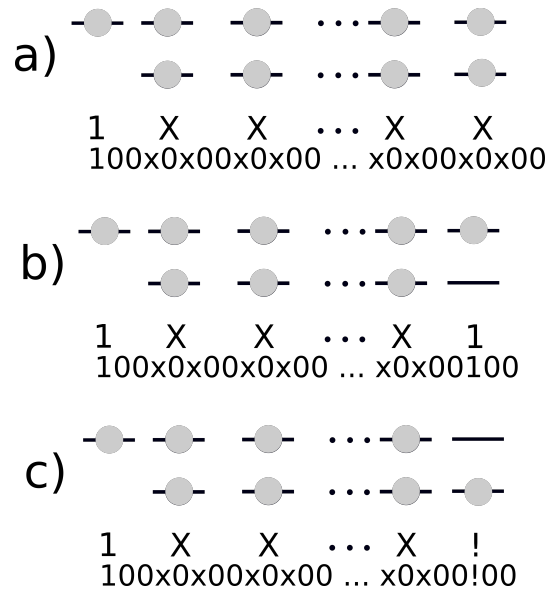 a)
1 X X ... X X
100x0x00x0x00 ... x0x00x0x00
b)
1 X X ... X 1
100x0x00x0x00 ... x0x00100
c)
1 X X ... X !
100x0x00x0x00 ... x0x00!00